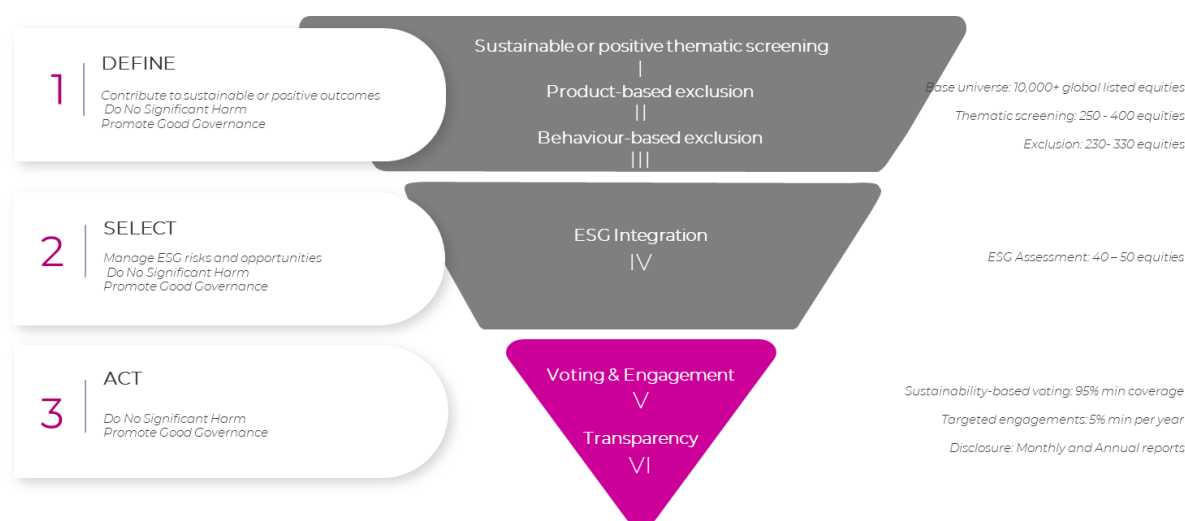 1
DEFINE
Contribute to sustainable or positive outcomes
Do No Significant Harm
Promote Good Governance
Sustainable or positive thematic screening
I
Product-based exclusion
II
Behaviour-based exclusion
III
Base universe: 10,000+ global listed equities
Thematic screening: 250 - 400 equities
Exclusion: 230- 330 equities
2
SELECT
Manage ESG risks and opportunities
Do No Significant Harm
Promote Good Governance
ESG Integration
IV
ESG Assessment: 40 – 50 equities
3
ACT
Do No Significant Harm
Promote Good Governance
Voting & Engagement
V
Transparency
VI
Sustainability-based voting: 95% min coverage
Targeted engagements: 5% min per year
Disclosure: Monthly and Annual reports